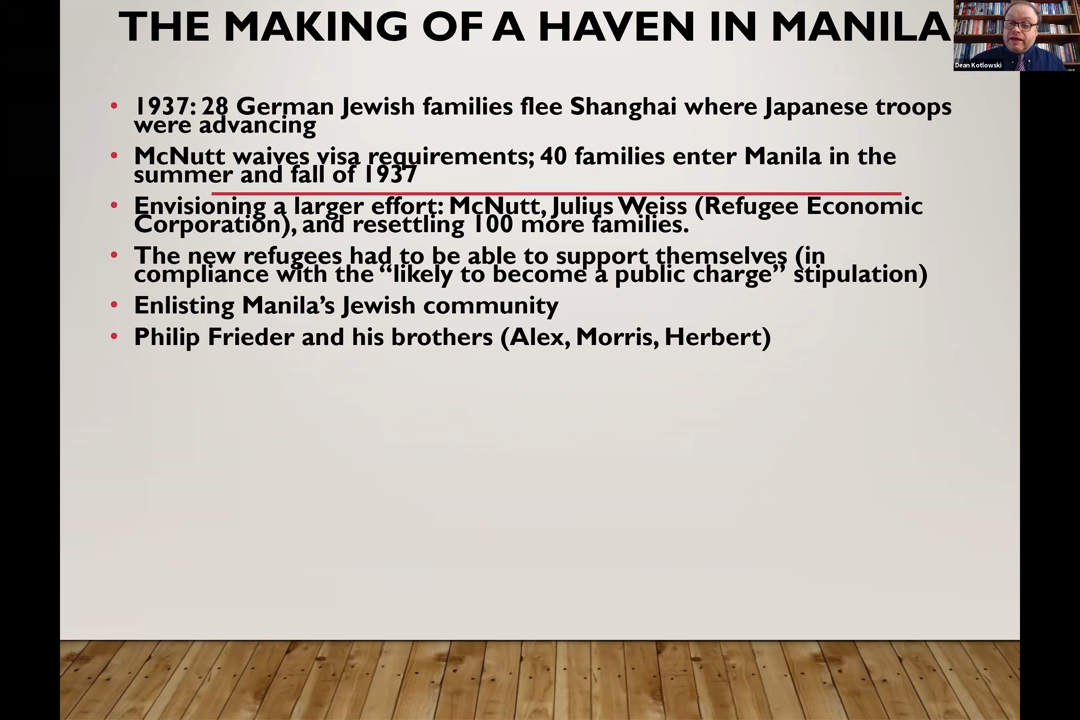 THE MAKING OF A HAVEN IN MANILA
Dean Kotlowski
• 1937: 28 German Jewish families flee Shanghai where Japanese troops
were advancing
• McNutt waives visa requirements; 40 families enter Manila in the
summer and fall of 1937
• Envisioning a larger effort: McNutt, Julius Weiss (Refugee Economic
Corporation), and resettling 100 more families.
• The new refugees had to be able to support themselves (in
compliance with the “likely to become a public charge” stipulation)
• Enlisting Manila’s Jewish community
• Philip Frieder and his brothers (Alex, Morris, Herbert)